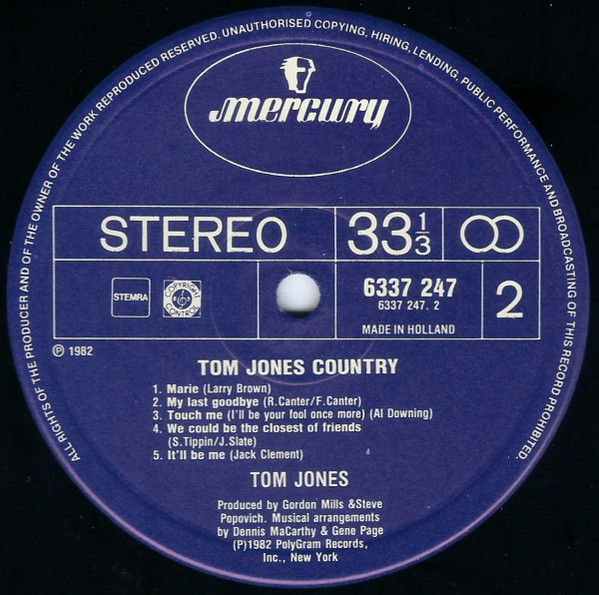 ALL RIGHTS OF THE PRODUCER AND OF THE OWNER OF THE WORK REPRODUCED RESERVED. UNAUTHORISED COPYING, HIRING, LENDING, PUBLIC PERFORMANCE AND BROADCASTING OF THIS RECORD PROHIBITED.
mercury
STEREO
33 1/3
STEMRA
COPYRIGHT CONTROL
6337 247
6337 247. 2
MADE IN HOLLAND
2
℗ 1982
TOM JONES COUNTRY
1. Marie (Larry Brown)
2. My last goodbye (R.Canter/F.Canter)
3. Touch me (I'll be your fool once more) (Al Downing)
4. We could be the closest of friends
(S.Tippin/J.Slate)
5. It'll be me (Jack Clement)
TOM JONES
Produced by Gordon Mills &Steve
Popovich. Musical arrangements
by Dennis MaCarthy & Gene Page
(P)1982 PolyGram Records,
Inc., New York